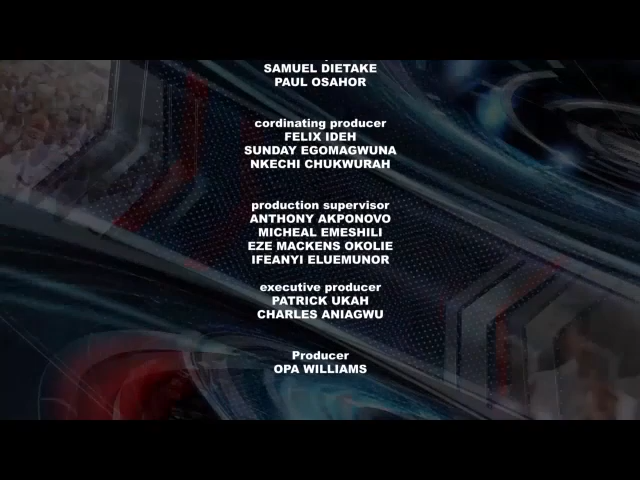 SAMUEL DIETAKE
PAUL OSAHOR
cordinating producer
FELIX IDEH
SUNDAY EGOMAGWUNA
NKECHI CHUKWURAH
production supervisor
ANTHONY AKPONOVO
MICHEAL EMESHILI
EZE MACKENS OKOLIE
IFEANYI ELUEMUNOR
executive producer
PATRICK UKAH
CHARLES ANIAGWU
Producer
OPA WILLIAMS